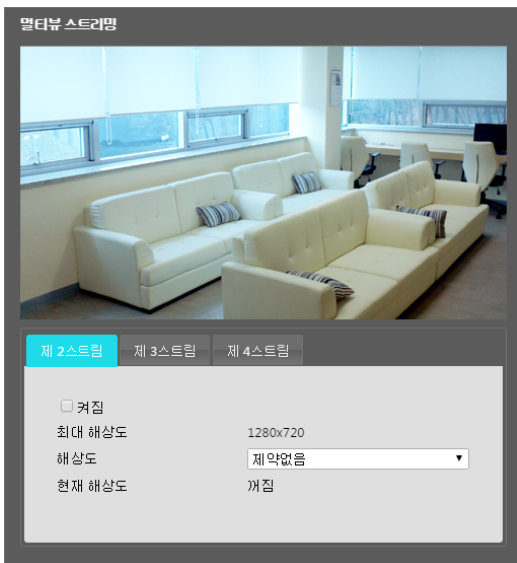 멀티뷰 스트리밍
제 2스트림 제 3스트림 제 4스트림
켜짐
최대 해상도 1280x720
해상도 제약없음
현재 해상도 꺼짐